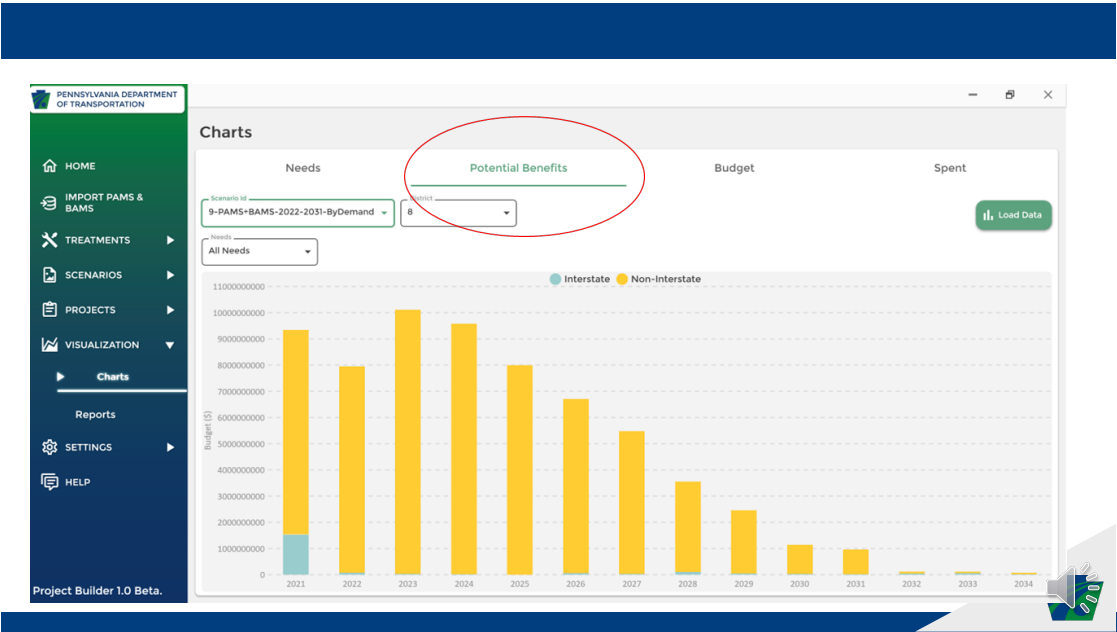 PENNSYLVANIA DEPARTMENT
OF TRANSPORTATION
HOME
IMPORT PAMS &
BAMS
TREATMENTS
SCENARIOS
PROJECTS
VISUALIZATION
Charts
Reports
SETTINGS
HELP
Project Builder 1.0 Beta.
Charts
Needs Potential Benefits Budget Spent
Scenario Id District
9-PAMS+BAMS-2022-2031-ByDemand 8
Load Data
Needs
All Needs
Interstate Non-Interstate
Budget ($)
11000000000
10000000000
9000000000
8000000000
7000000000
6000000000
5000000000
4000000000
3000000000
2000000000
1000000000
0
2021 2022 2023 2024 2025 2026 2027 2028 2029 2030 2031 2032 2033 2034